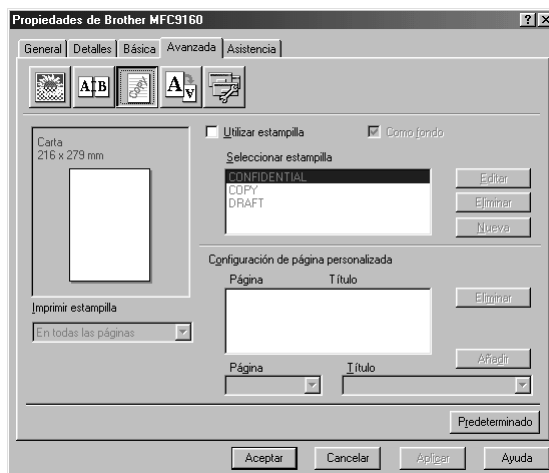 Propiedades de Brother MFC9160
General Detalles Básica Avanzada Asistencia
A B
Copy
A A
Carta
216 x 279 mm
Utilizar estampilla
Como fondo
Seleccionar estampilla
CONFIDENTIAL
COPY
DRAFT
Editar
Eliminar
Nueva
Configuración de página personalizada
Página Título
Eliminar
Añadir
Página Título
Imprimir estampilla
En todas las páginas
Predeterminado
Aceptar Cancelar Aplicar Ayuda